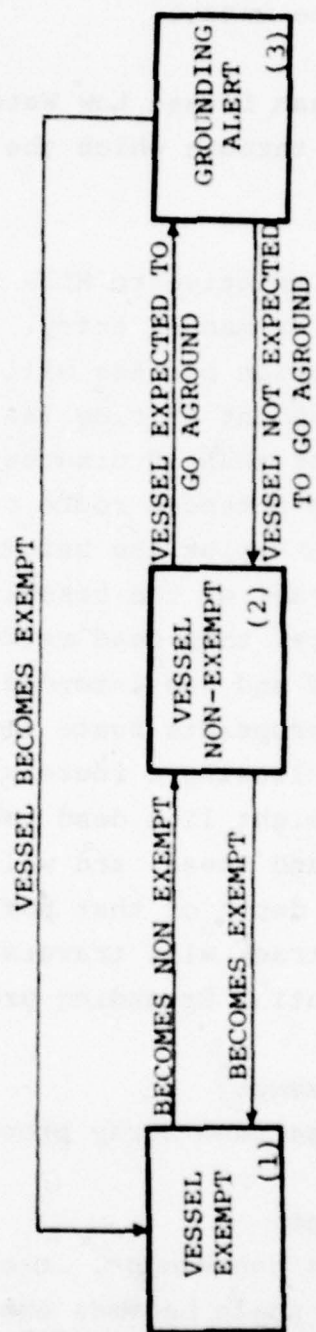 VESSEL BECOMES EXEMPT
VESSEL
EXEMPT
(1)
BECOMES NON EXEMPT
BECOMES EXEMPT
VESSEL
NON-EXEMPT
(2)
VESSEL EXPECTED TO
GO AGROUND
VESSEL NOT EXPECTED
TO GO AGROUND
GROUNDING
ALERT
(3)